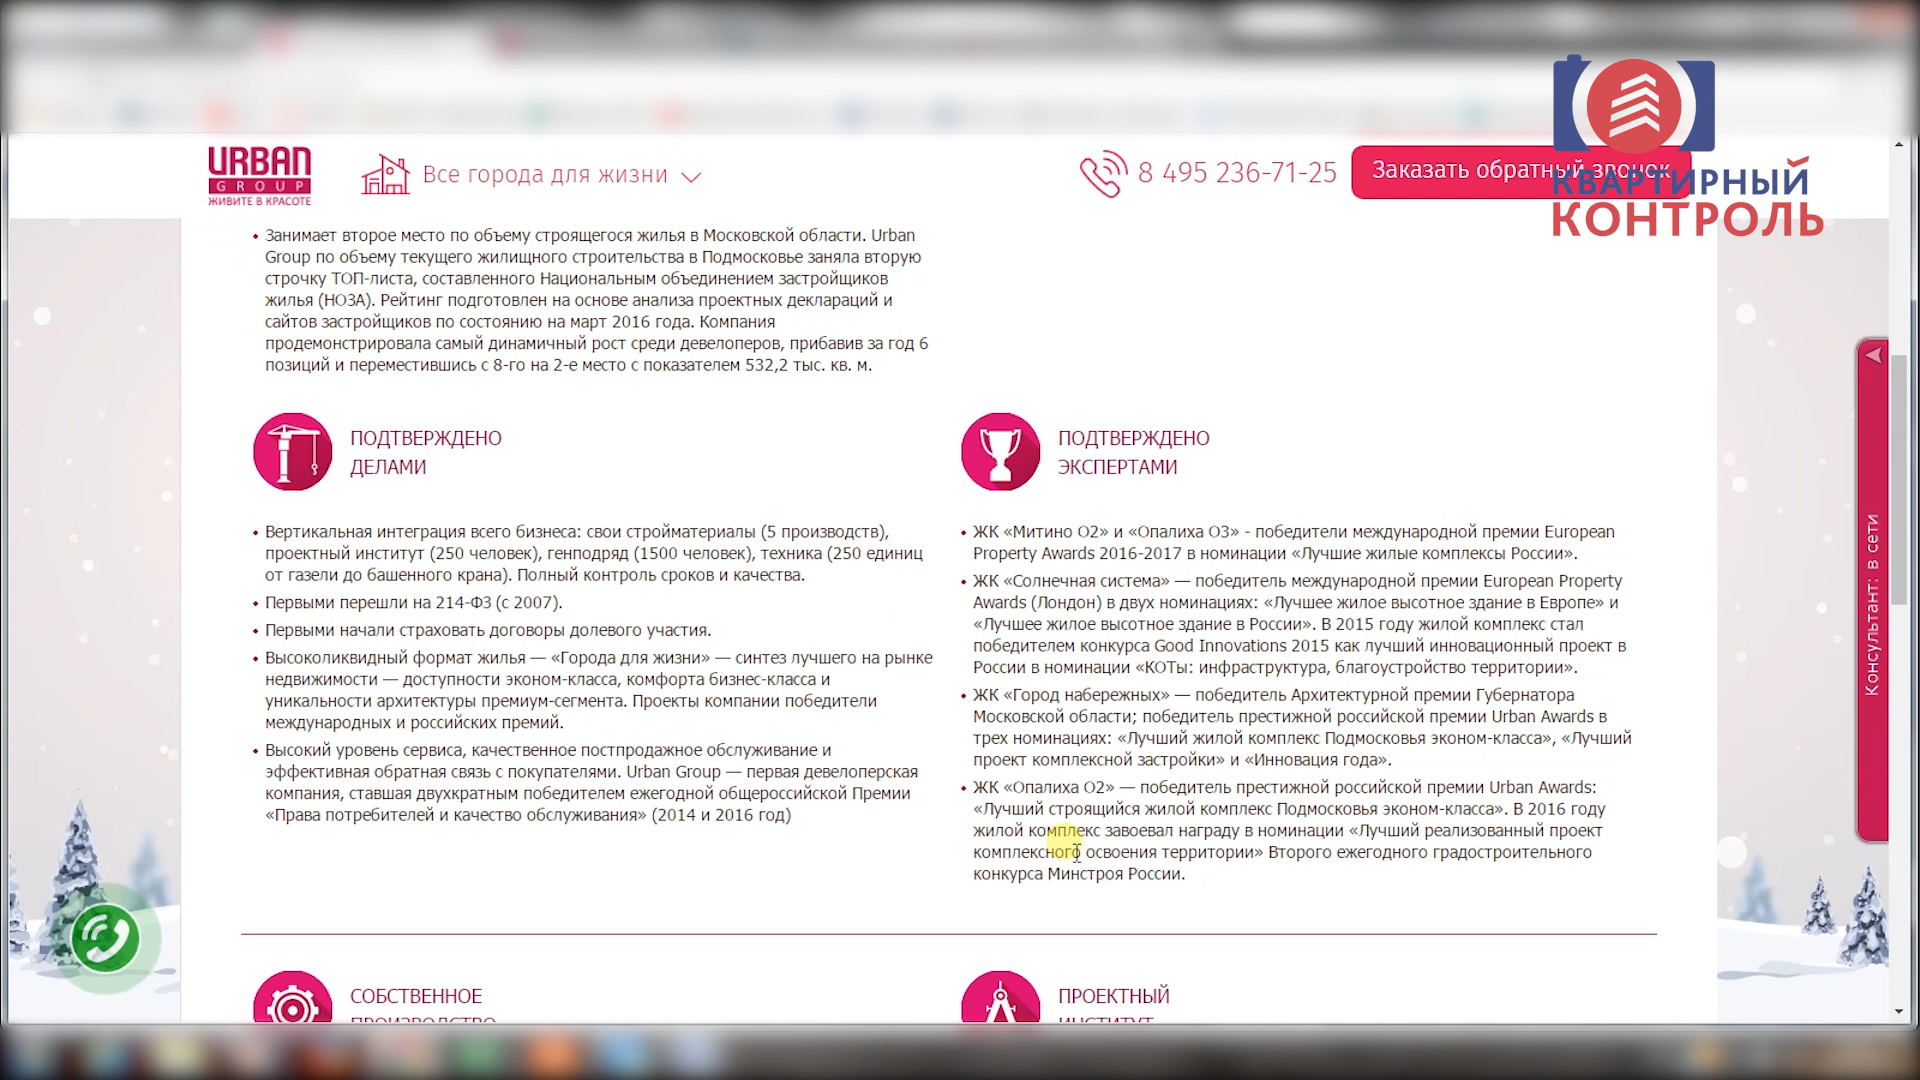 URBAN
GROUP
ЖИВИТЕ В КРАСОТЕ
Все города для жизни
8 495 236-71-25
Заказать обратный звонок
КВАРТИРНЫЙ
КОНТРОЛЬ
• Занимает второе место по объему строящегося жилья в Московской области. Urban
Group по объему текущего жилищного строительства в Подмосковье заняла вторую
строчку ТОП-листа, составленного Национальным объединением застройщиков
жилья (НОЗА). Рейтинг подготовлен на основе анализа проектных деклараций и
сайтов застройщиков по состоянию на март 2016 года. Компания
продемонстрировала самый динамичный рост среди девелоперов, прибавив за год 6
позиций и переместившись с 8-го на 2-е место с показателем 532,2 тыс. кв. м.
ПОДТВЕРЖДЕНО
ДЕЛАМИ
• Вертикальная интеграция всего бизнеса: свои стройматериалы (5 производств),
проектный институт (250 человек), генподряд (1500 человек), техника (250 единиц
от газели до башенного крана). Полный контроль сроков и качества.
• Первыми перешли на 214-ФЗ (с 2007).
• Первыми начали страховать договоры долевого участия.
• Высоколиквидный формат жилья — «Города для жизни» — синтез лучшего на рынке
недвижимости — доступности эконом-класса, комфорта бизнес-класса и
уникальности архитектуры премиум-сегмента. Проекты компании победители
международных и российских премий.
• Высокий уровень сервиса, качественное постпродажное обслуживание и
эффективная обратная связь с покупателями. Urban Group — первая девелоперская
компания, ставшая двухкратным победителем ежегодной общероссийской Премии
«Права потребителей и качество обслуживания» (2014 и 2016 год)
ПОДТВЕРЖДЕНО
ЭКСПЕРТАМИ
• ЖК «Митино О2» и «Опалиха О3» - победители международной премии European
Property Awards 2016-2017 в номинации «Лучшие жилые комплексы России».
• ЖК «Солнечная система» — победитель международной премии European Property
Awards (Лондон) в двух номинациях: «Лучшее жилое высотное здание в Европе» и
«Лучшее жилое высотное здание в России». В 2015 году жилой комплекс стал
победителем конкурса Good Innovations 2015 как лучший инновационный проект в
России в номинации «КОТы: инфраструктура, благоустройство территории».
• ЖК «Город набережных» — победитель Архитектурной премии Губернатора
Московской области; победитель престижной российской премии Urban Awards в
трех номинациях: «Лучший жилой комплекс Подмосковья эконом-класса», «Лучший
проект комплексной застройки» и «Инновация года».
• ЖК «Опалиха О2» — победитель престижной российской премии Urban Awards:
«Лучший строящийся жилой комплекс Подмосковья эконом-класса». В 2016 году
жилой комплекс завоевал награду в номинации «Лучший реализованный проект
комплексного освоения территории» Второго ежегодного градостроительного
конкурса Минстроя России.
СОБСТВЕННОЕ
ПРОИЗВОДСТВО
ПРОЕКТНЫЙ
ИНСТИТУТ
Консультант: в сети